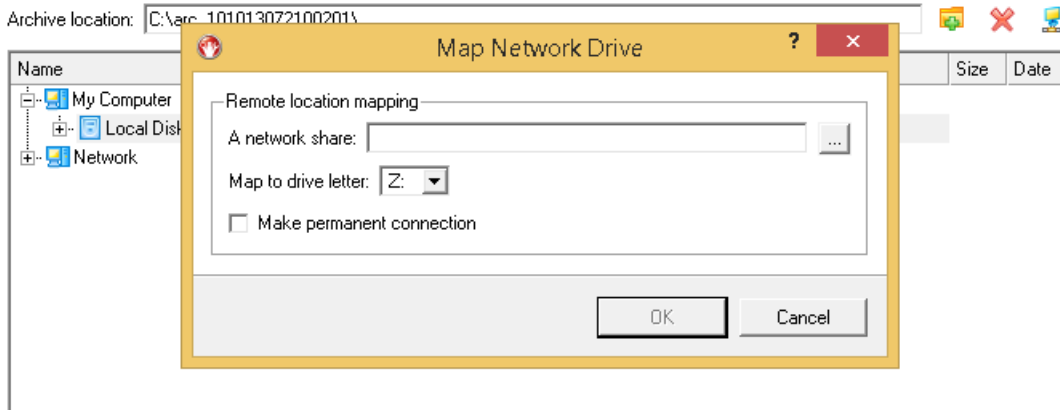 Archive location: C:\arc_101013072100201\
Map Network Drive ? ×
Name Size Date
My Computer
Remote location mapping
Local Disk
A network share: ...
Network
Map to drive letter: Z:
Make permanent connection
OK Cancel